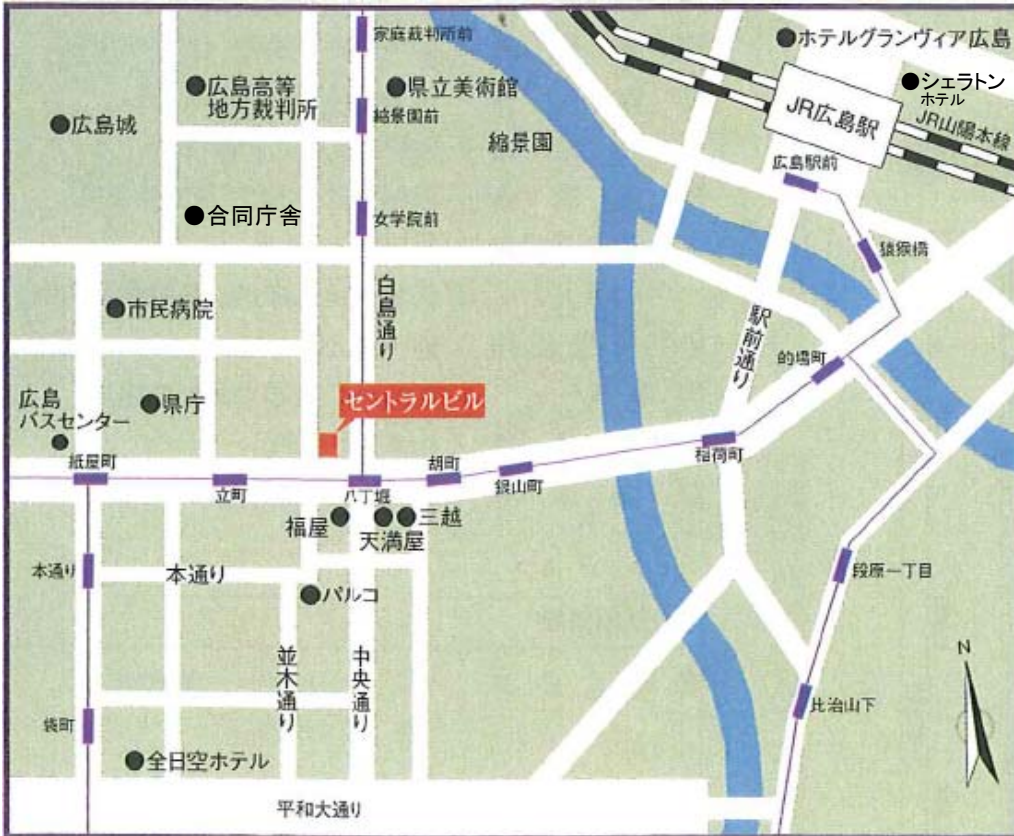 家庭裁判所前
ホテルグランヴィア広島
広島高等
地方裁判所
県立美術館
シェラトン
ホテル
JR広島駅
JR山陽本線
広島城
縮景園前
縮景園
広島駅前
合同庁舎
女学院前
猿猴橋
市民病院
白島通り
駅前通り
的場町
広島
バスセンター
県庁
セントラルビル
紙屋町
立町
八丁堀
胡町
銀山町
稲荷町
福屋
天満屋
三越
本通り
本通り
パルコ
段原一丁目
並木通り
中央通り
袋町
比治山下
N
全日空ホテル
平和大通り